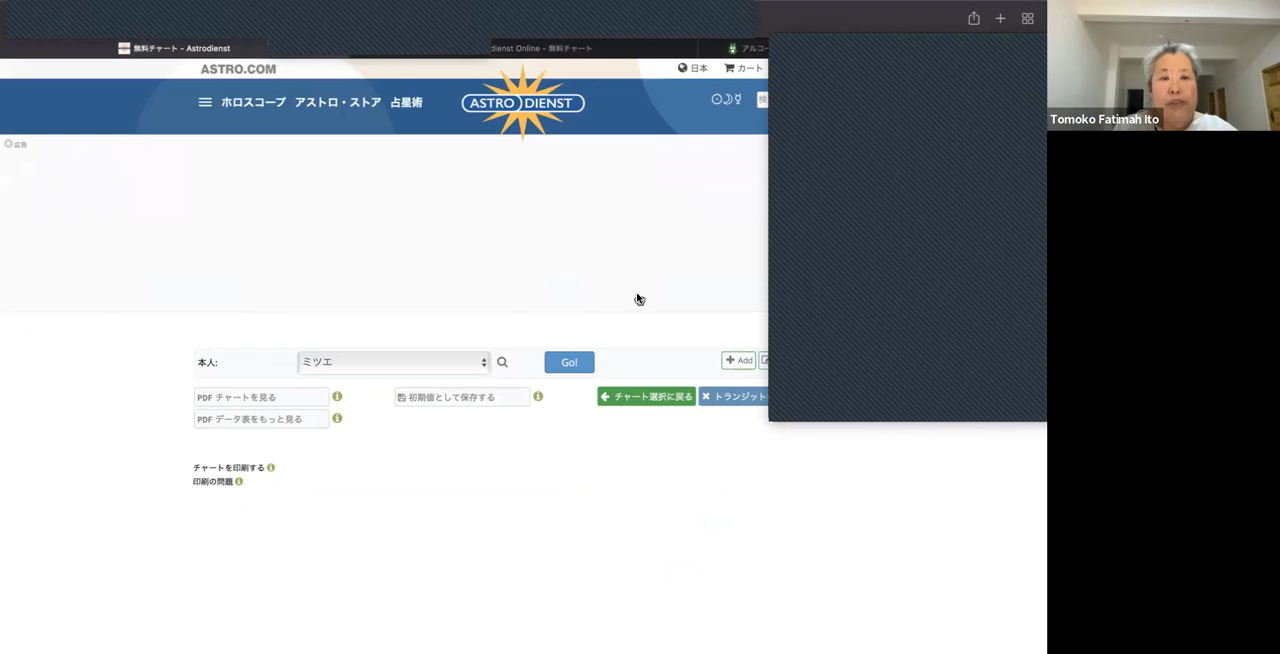 無料チャート - Astrodienst
dienst Online - 無料チャート
アルコー
ASTRO.COM
日本
カート
ホロスコープ アストロ・ストア 占星術
ASTRO DIENST
検
広告
Tomoko Fatimah Ito
本人:
ミツエ
Go!
Add
PDF チャートを見る
初期値として保存する
チャート選択に戻る
トランジット
PDF データ表をもっと見る
チャートを印刷する
印刷の問題